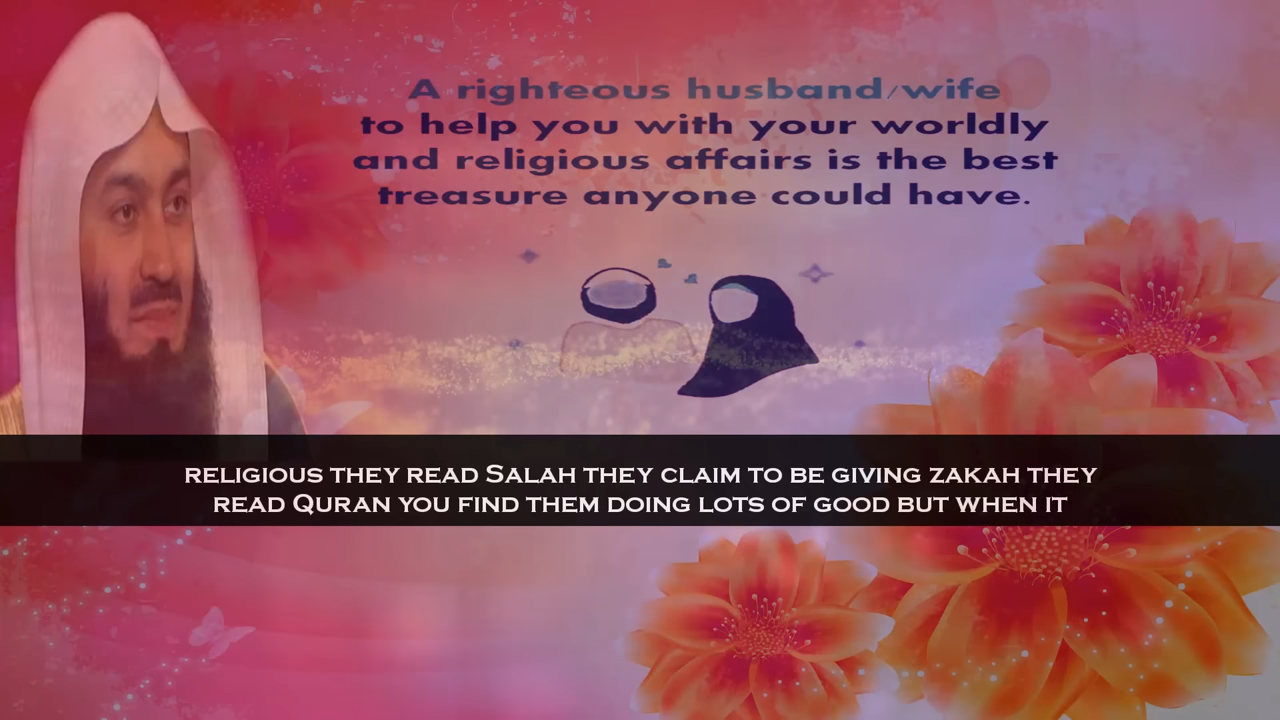 A righteous husband/wife
to help you with your worldly
and religious affairs is the best
treasure anyone could have.
RELIGIOUS THEY READ SALAH THEY CLAIM TO BE GIVING ZAKAH THEY
READ QURAN YOU FIND THEM DOING LOTS OF GOOD BUT WHEN IT